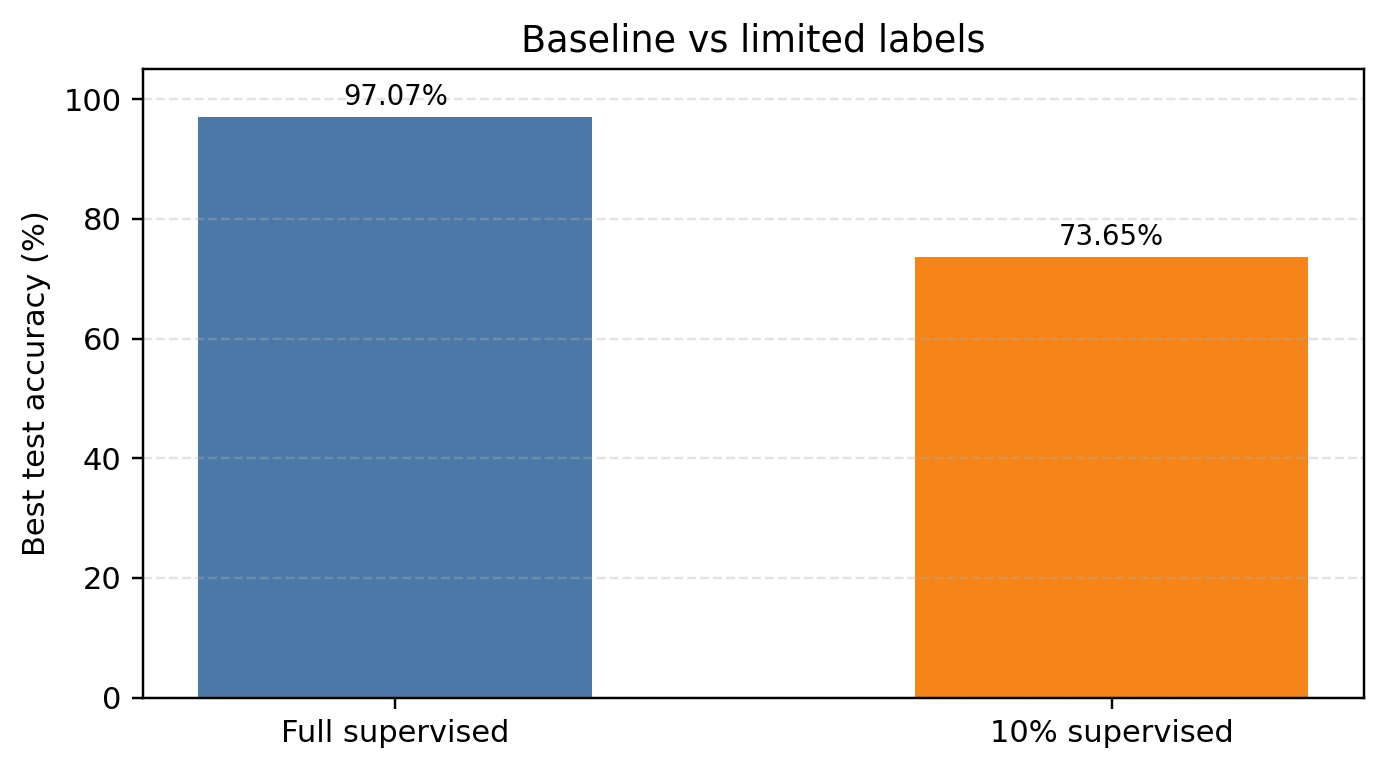 Baseline vs limited labels
97.07%
73.65%
Best test accuracy (%)
100
80
60
40
20
0
Full supervised
10% supervised